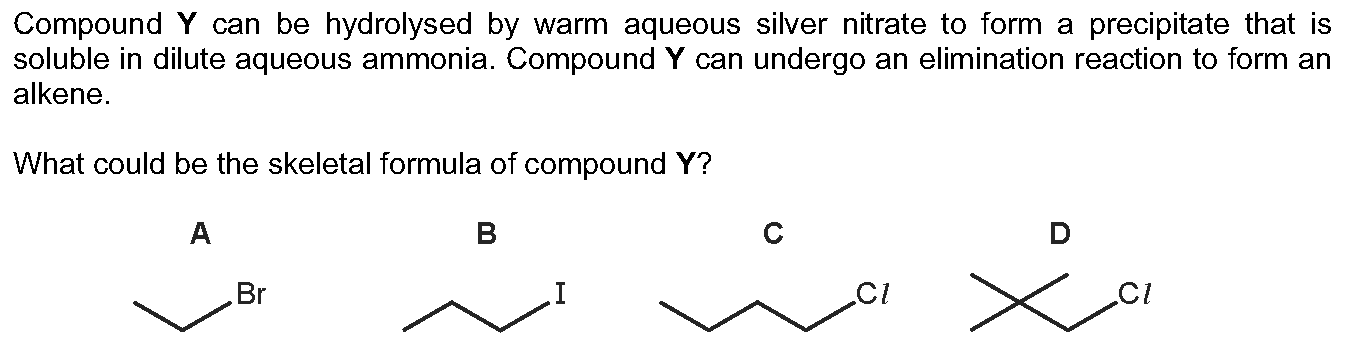 Compound Y can be hydrolysed by warm aqueous silver nitrate to form a precipitate that is
soluble in dilute aqueous ammonia. Compound Y can undergo an elimination reaction to form an
alkene.
What could be the skeletal formula of compound Y?
A B C D
Br I Cl Cl